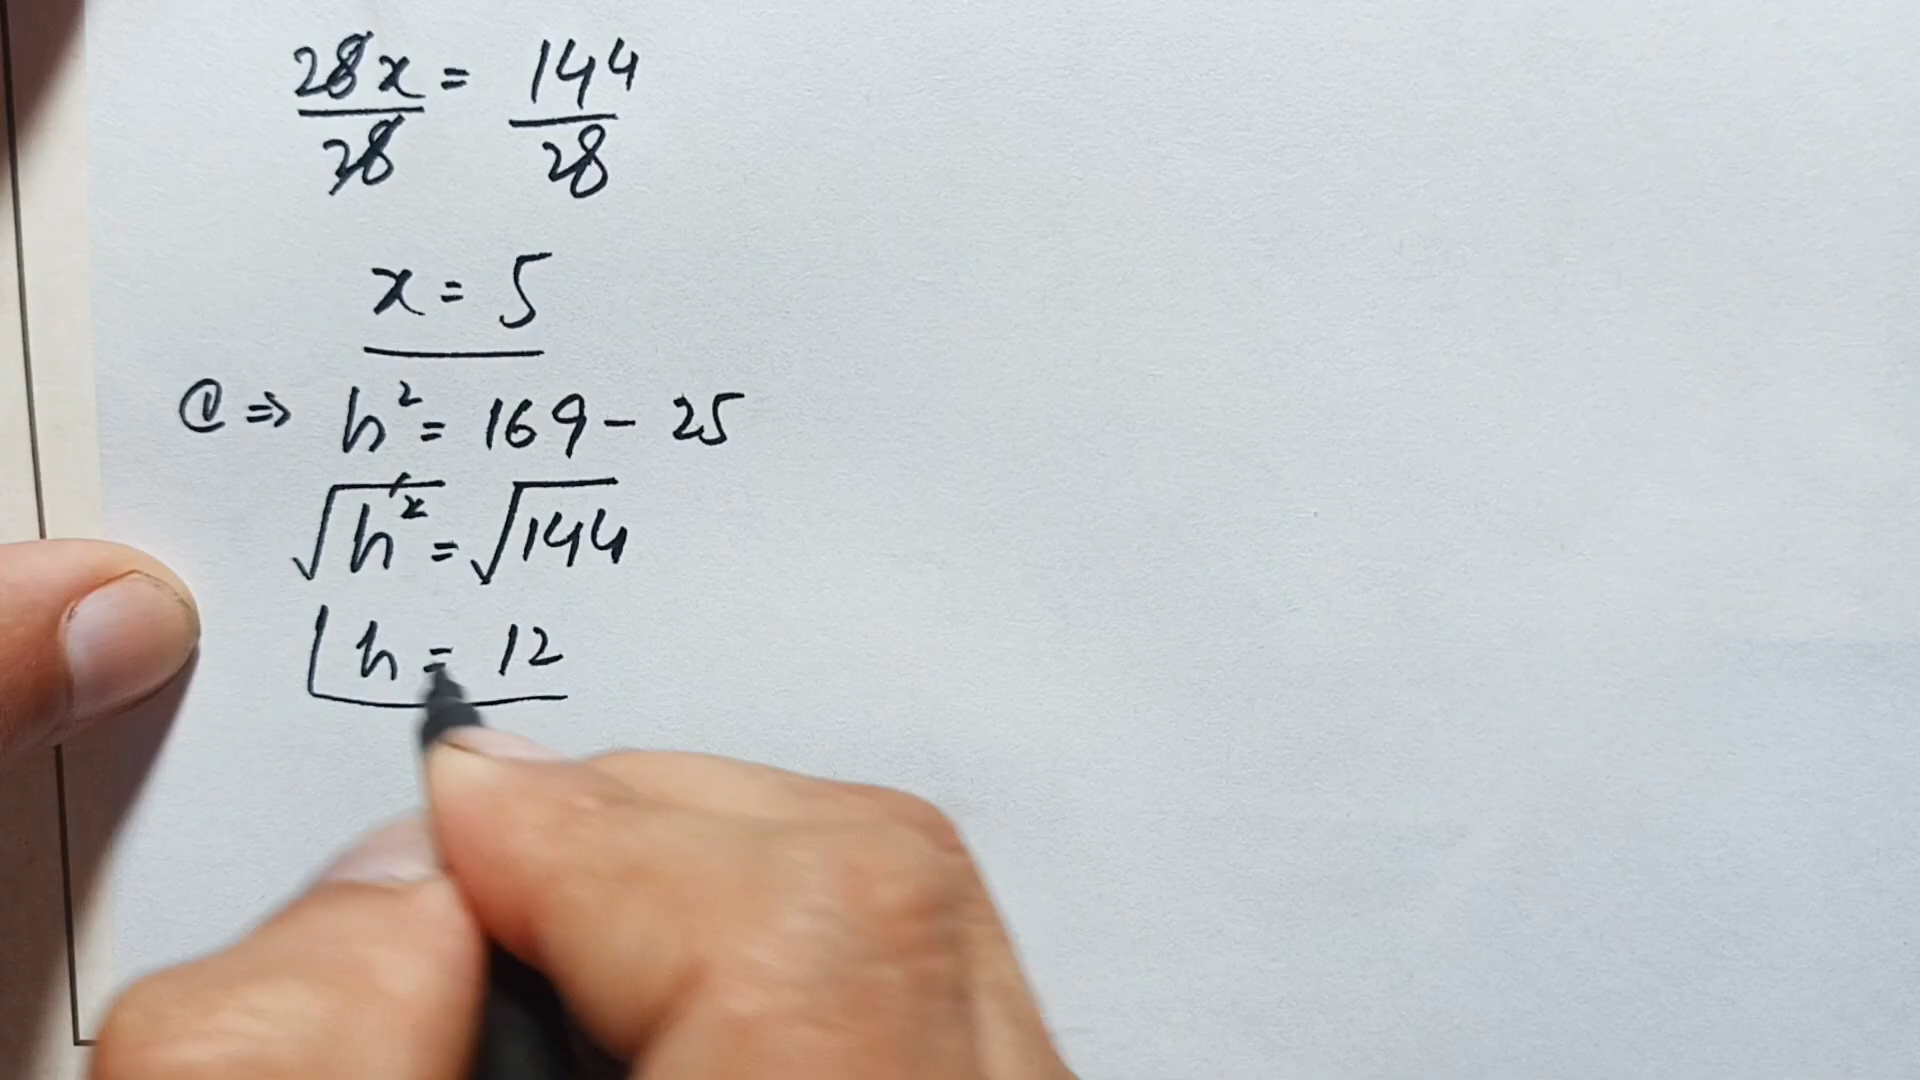 28x = 144
28 28
x = 5
① ⇒ h² = 169 - 25
√h² = √144
h = 12